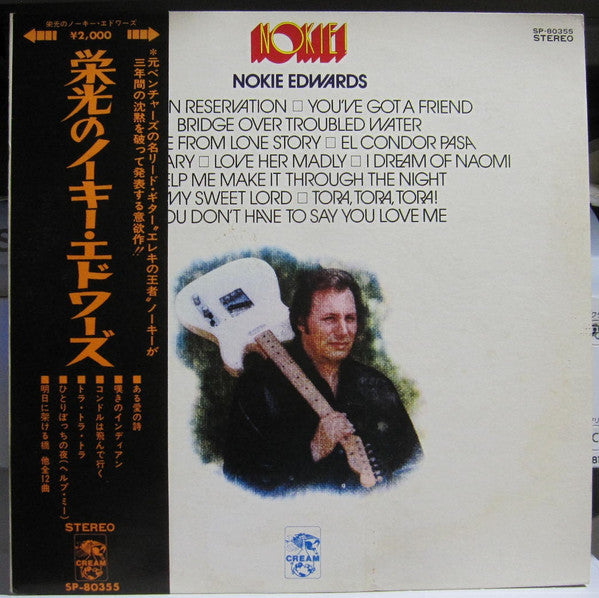 栄光のノーキー・エドワーズ
¥2,000
*元ベンチャーズの名リード・ギター"エレキの王者"ノーキーが
三年間の沈黙を破って発表する意欲作!!
栄光のノーキー・エドワーズ
■ある愛の詩
■嘆きのインディアン
■コンドルは飛んで行く
■トラ・トラ・トラ
■ひとりぼっちの夜(ヘルプ・ミー)
■明日に架ける橋 他全12曲
STEREO
CREAM
SP-80355
NOKIE!
SP-80355
STEREO
NOKIE EDWARDS
N RESERVATION □ YOU'VE GOT A FRIEND
BRIDGE OVER TROUBLED WATER
E FROM LOVE STORY □ EL CONDOR PASA
ARY □ LOVE HER MADLY □ I DREAM OF NAOMI
ELP ME MAKE IT THROUGH THE NIGHT
MY SWEET LORD □ TORA, TORA, TORA!
OU DON'T HAVE TO SAY YOU LOVE ME
CREAM